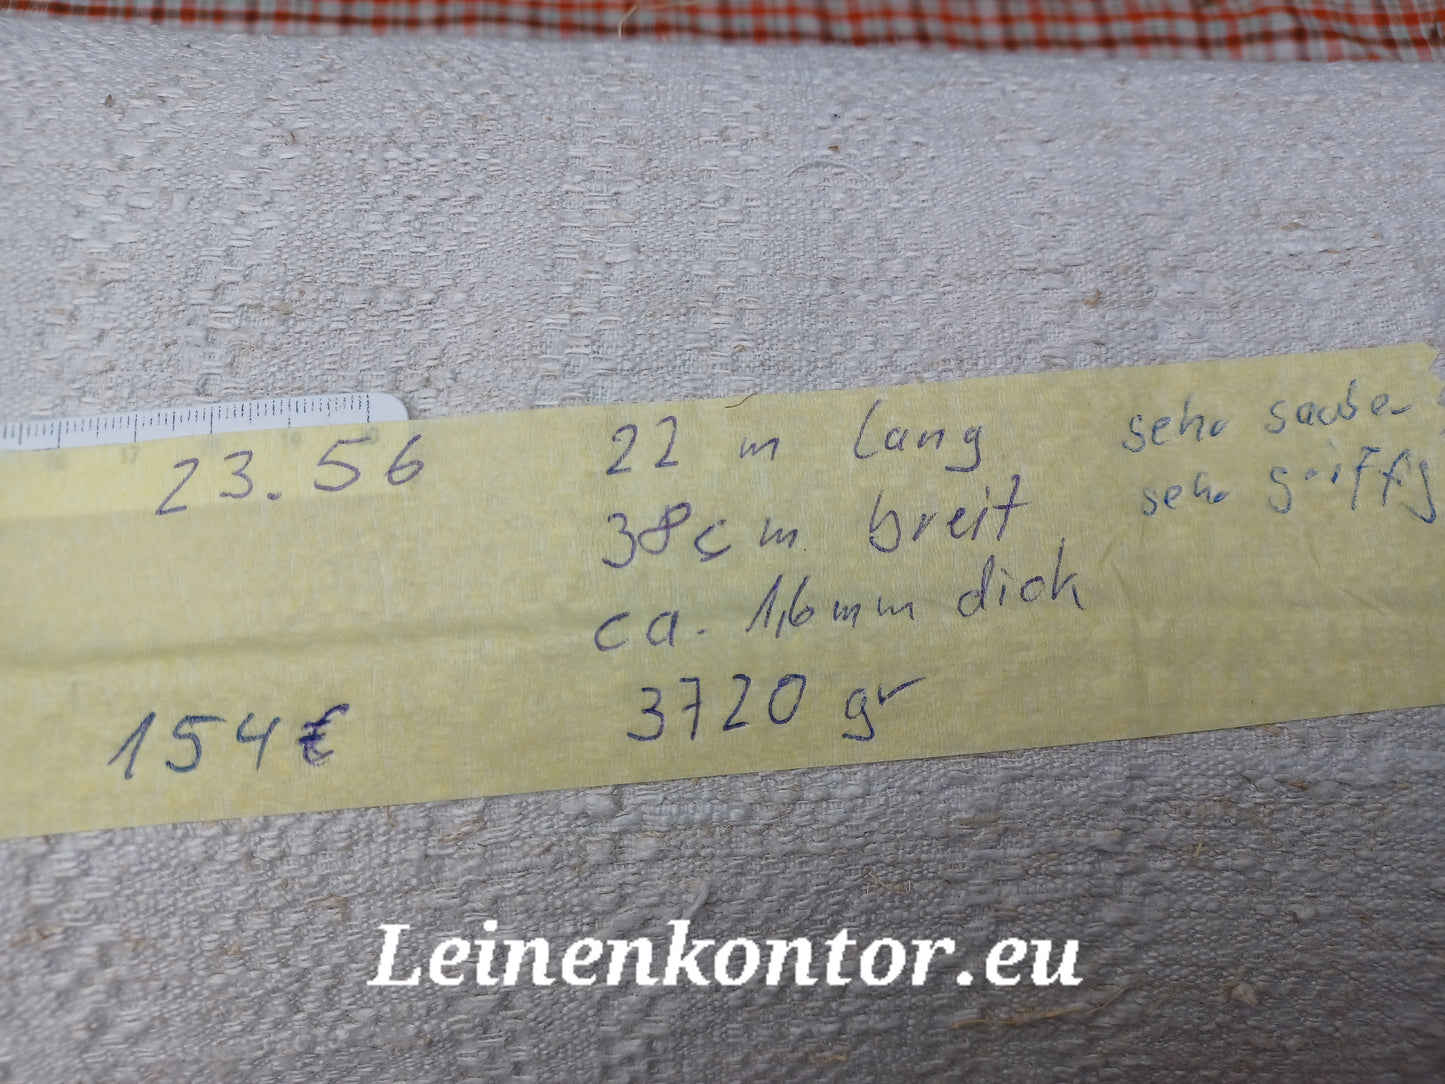 23.56
22 m lang
38cm breit
ca. 1,6mm dick
3720 gr
sehr sauber,
sehr griffig
154€
Leinenkontor.eu